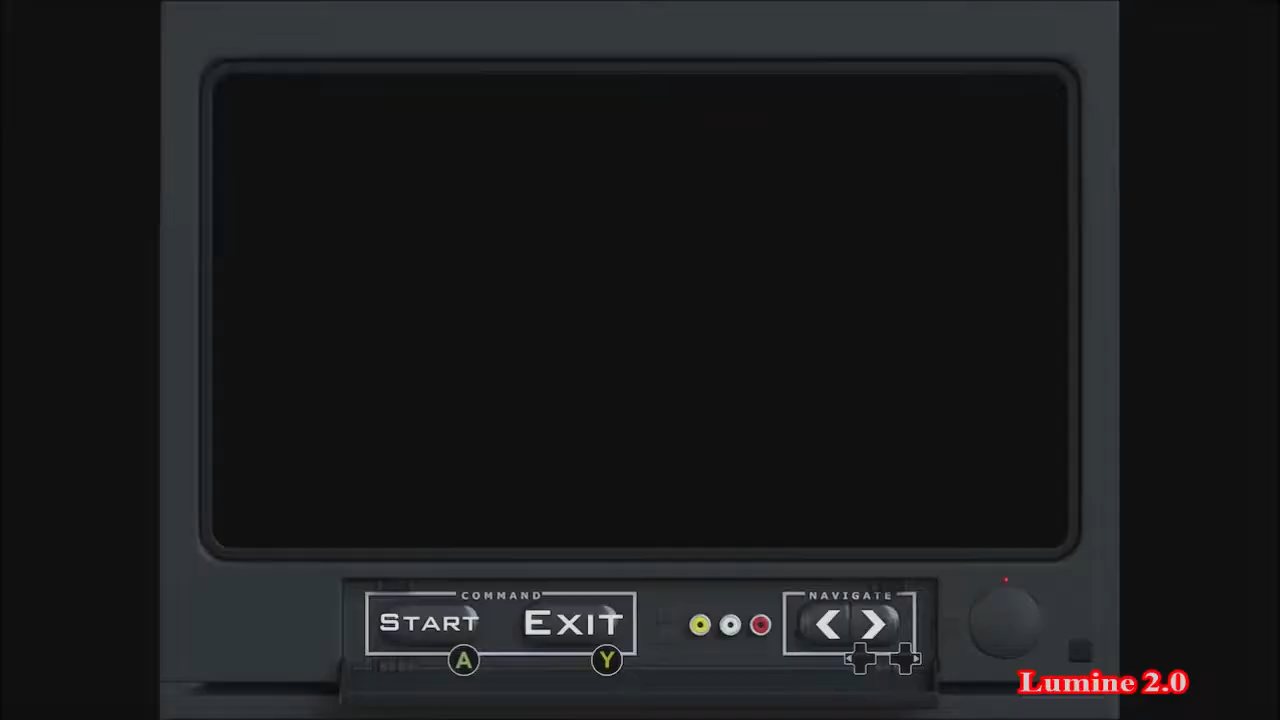 COMMAND
START
EXIT
A
Y
NAVIGATE
Lumine 2.0